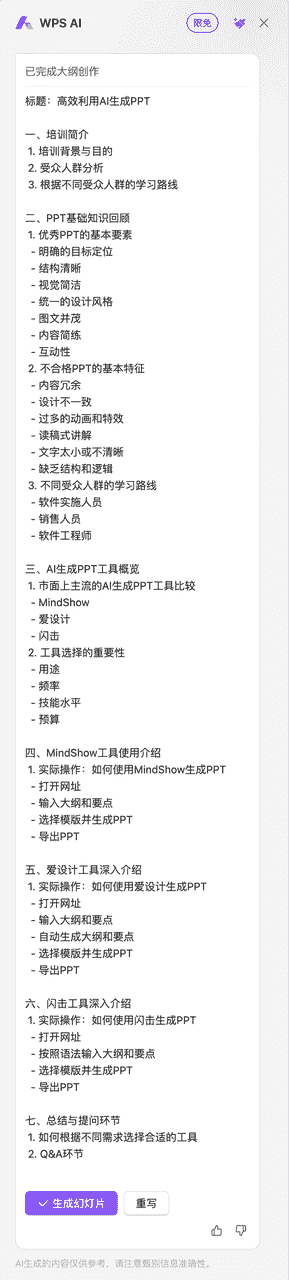 WPS AI 限免
已完成大纲创作
标题：高效利用AI生成PPT
一、培训简介
1. 培训背景与目的
2. 受众人群分析
3. 根据不同受众人群的学习路线
二、PPT基础知识回顾
1. 优秀PPT的基本要素
- 明确的目标定位
- 结构清晰
- 视觉简洁
- 统一的设计风格
- 图文并茂
- 内容简练
- 互动性
2. 不合格PPT的基本特征
- 内容冗余
- 设计不一致
- 过多的动画和特效
- 读稿式讲解
- 文字太小或不清晰
- 缺乏结构和逻辑
3. 不同受众人群的学习路线
- 软件实施人员
- 销售人员
- 软件工程师
三、AI生成PPT工具概览
1. 市面上主流的AI生成PPT工具比较
- MindShow
- 爱设计
- 闪击
2. 工具选择的重要性
- 用途
- 频率
- 技能水平
- 预算
四、MindShow工具使用介绍
1. 实际操作：如何使用MindShow生成PPT
- 打开网址
- 输入大纲和要点
- 选择模版并生成PPT
- 导出PPT
五、爱设计工具深入介绍
1. 实际操作：如何使用爱设计生成PPT
- 打开网址
- 输入大纲和要点
- 自动生成大纲和要点
- 选择模版并生成PPT
- 导出PPT
六、闪击工具深入介绍
1. 实际操作：如何使用闪击生成PPT
- 打开网址
- 按照语法输入大纲和要点
- 选择模版并生成PPT
- 导出PPT
七、总结与提问环节
1. 如何根据不同需求选择合适的工具
2. Q&A环节
生成幻灯片 重写
AI生成的内容仅供参考，请注意甄别信息准确性。